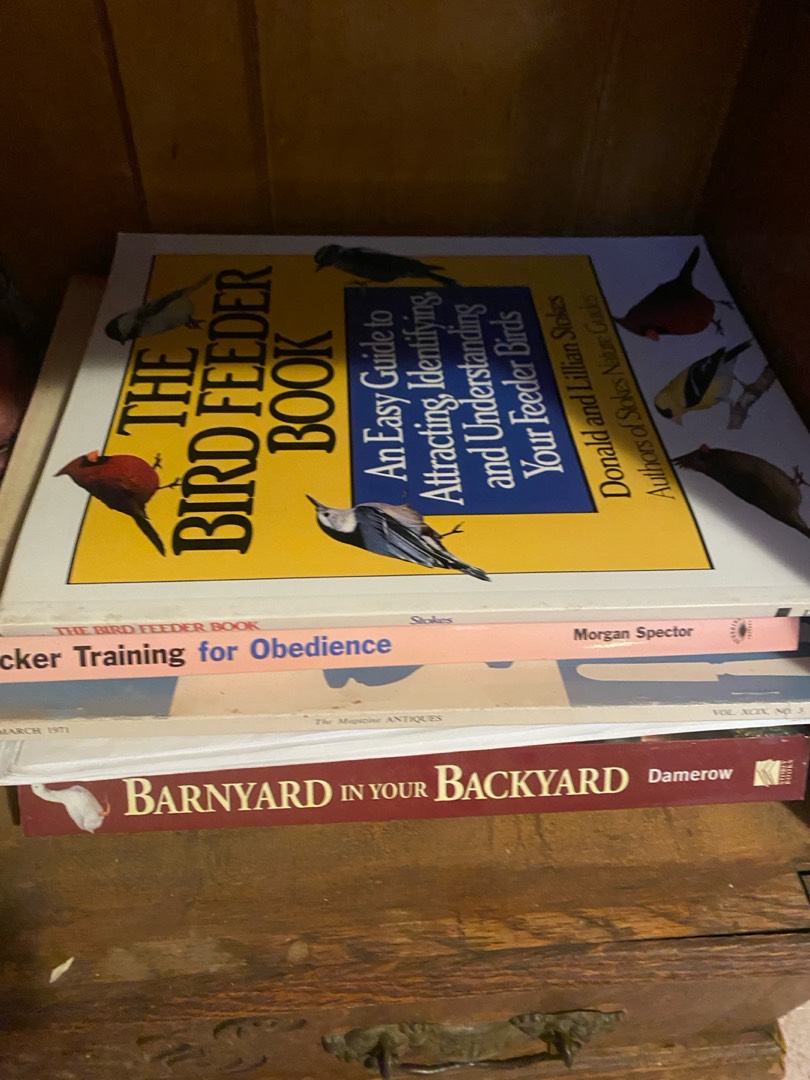 THE
BIRD FEEDER
BOOK
An Easy Guide to
Attracting, Identifying,
and Understanding
Your Feeder Birds
Donald and Lillian Stokes
Authors of Stokes Nature Guides
THE BIRD FEEDER BOOK Stokes
cker Training for Obedience Morgan Spector
MARCH 1971 The Magazine ANTIQUES VOL. XCIX, NO. 3
BARNYARD IN YOUR BACKYARD Damerow